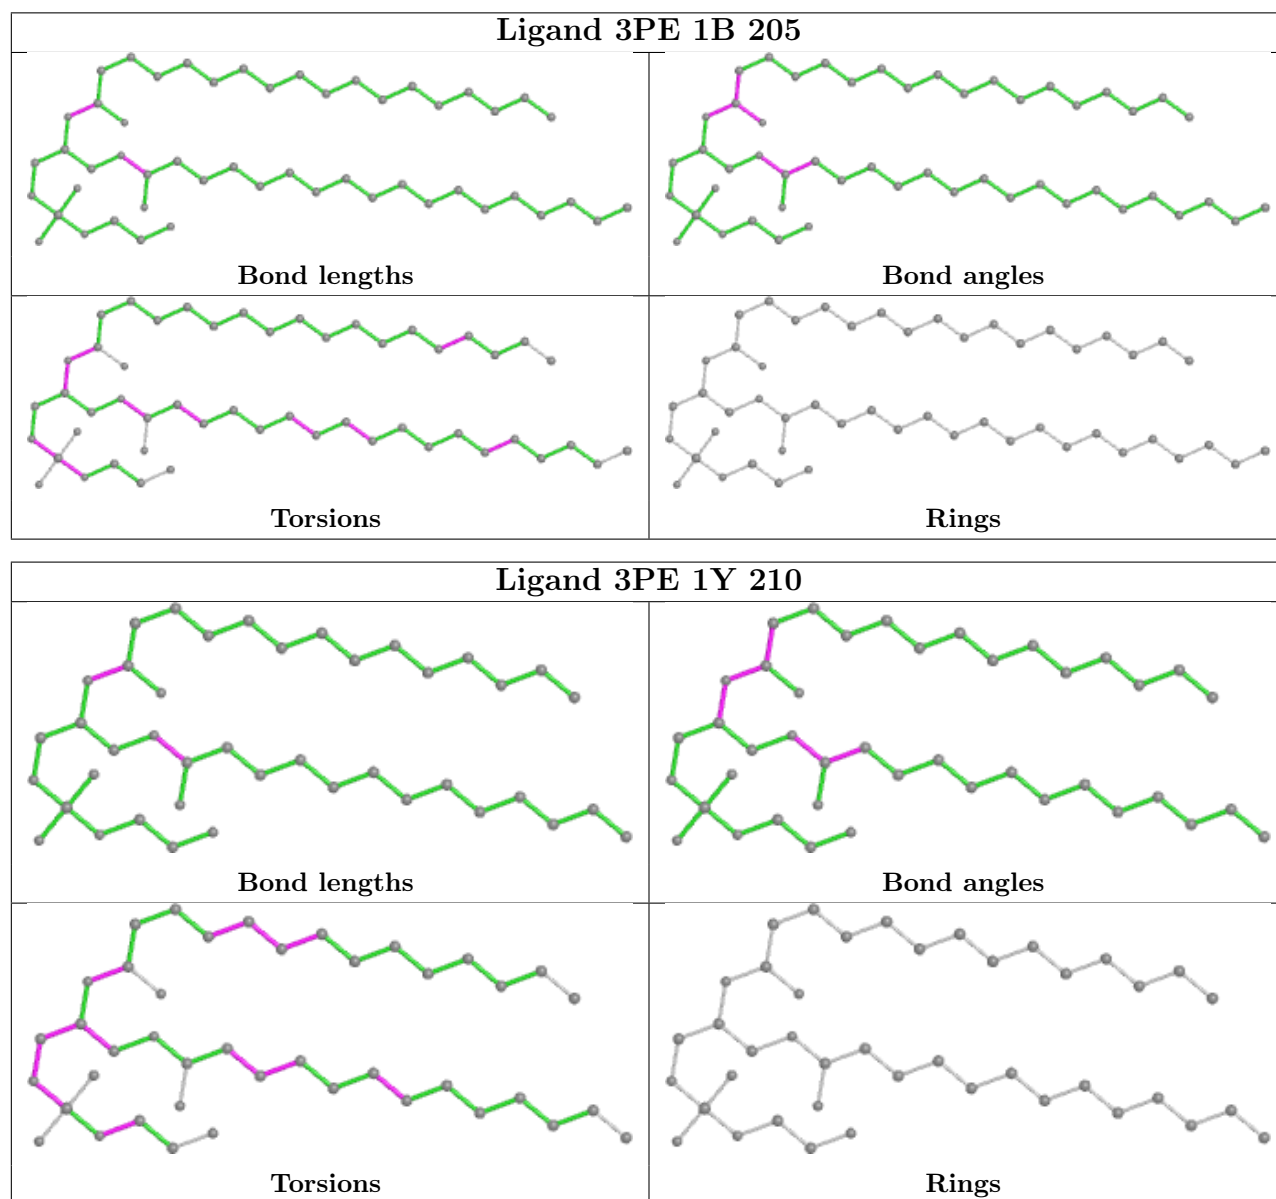 Ligand 3PE 1B 205
Bond lengths
Bond angles
Torsions
Rings
Ligand 3PE 1Y 210
Bond lengths
Bond angles
Torsions
Rings